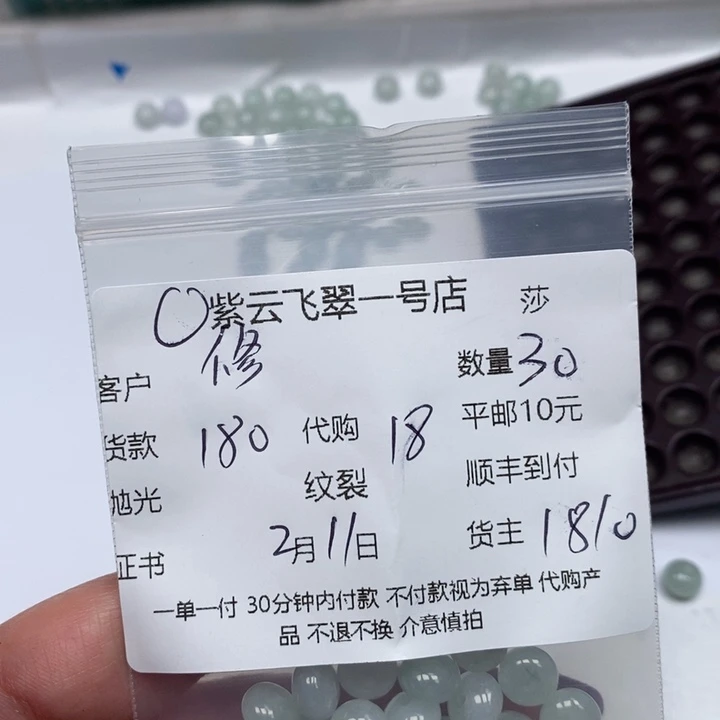 紫云飞翠一号店 莎
客户 修 数量 30
货款 180 代购 18 平邮10元
抛光 纹裂 顺丰到付
证书 2月11日 货主 1810
一单一付 30分钟内付款 不付款视为弃单 代购产
品 不退不换 介意慎拍